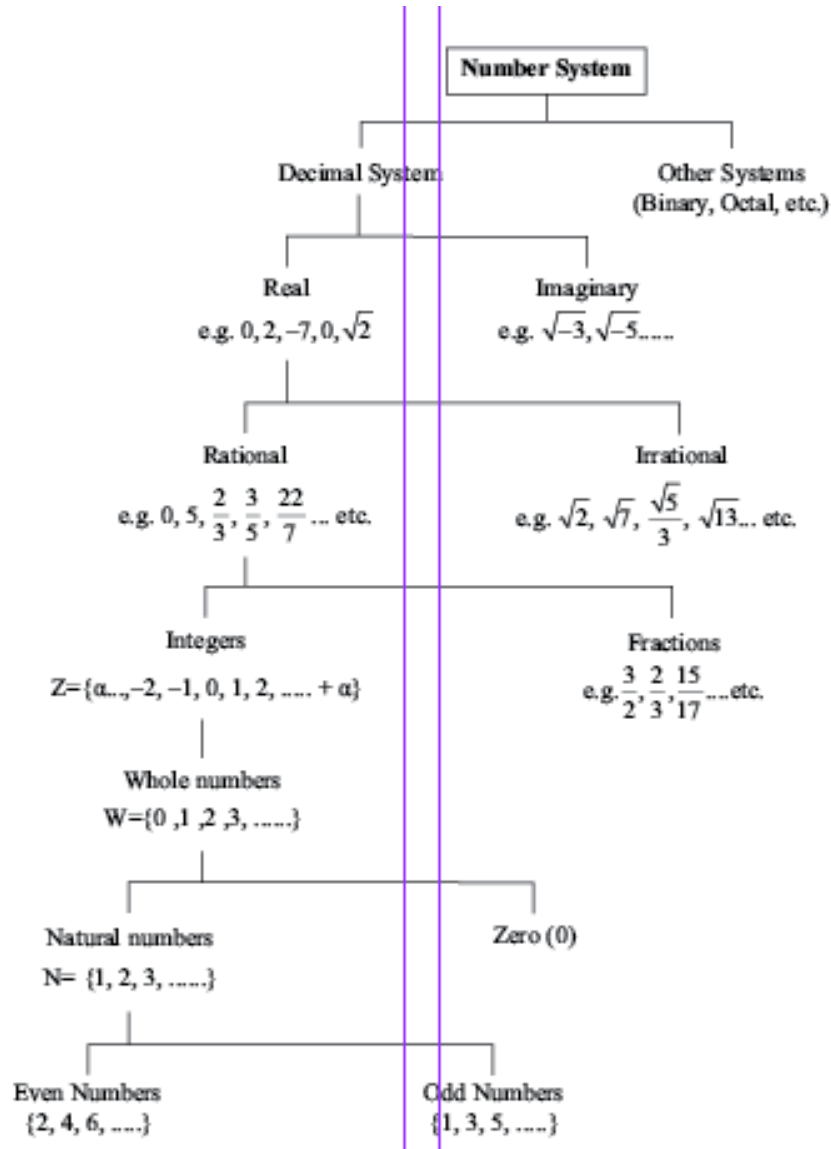 Number System
Decimal System
Other Systems
(Binary, Octal, etc.)
Real
Imaginary
e.g. 0, 2, –7, 0, √2
e.g. √–3, √–5......
Rational
Irrational
e.g. 0, 5, 2/3, 3/5, 22/7 ... etc.
e.g. √2, √7, √5/3, √13... etc.
Integers
Fractions
Z={α...,–2, –1, 0, 1, 2, ..... + α}
e.g. 3/2, 2/3, 15/17 ....etc.
Whole numbers
W={0 ,1 ,2 ,3, ......}
Natural numbers
Zero (0)
N= {1, 2, 3, ......}
Even Numbers
Odd Numbers
{2, 4, 6, .....}
{1, 3, 5, .....}